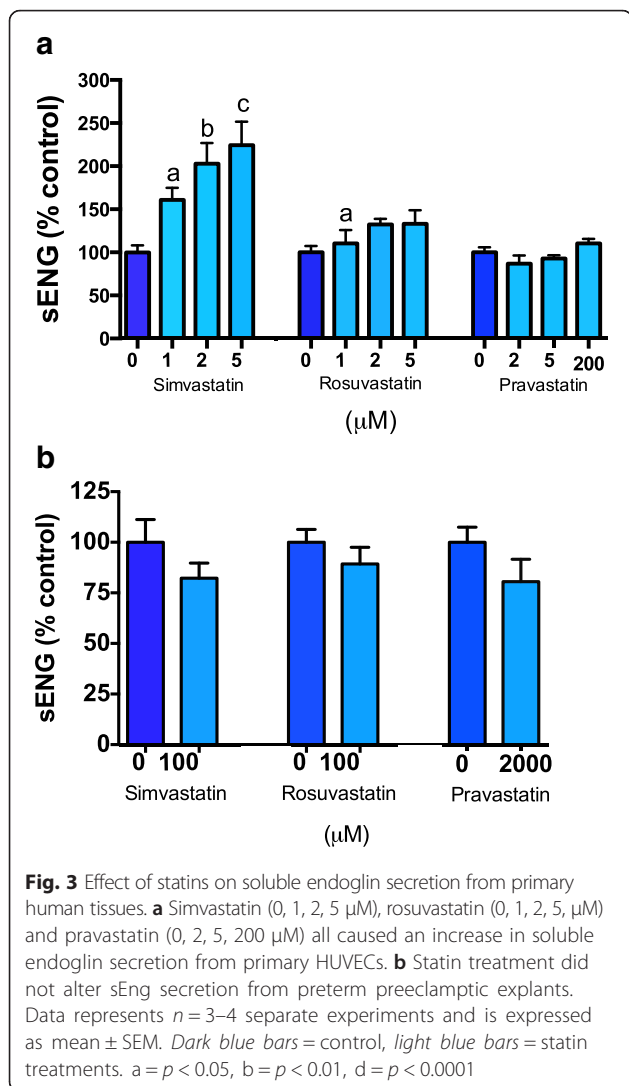 a
sENG (% control)
300
250
200
150
100
50
0
a
b
c
a
0 1 2 5 0 1 2 5 0 2 5 200
Simvastatin Rosuvastatin Pravastatin
(μM)
b
sENG (% control)
125
100
75
50
25
0
0 100 0 100 0 2000
Simvastatin Rosuvastatin Pravastatin
(μM)
Fig. 3 Effect of statins on soluble endoglin secretion from primary
human tissues. a Simvastatin (0, 1, 2, 5 μM), rosuvastatin (0, 1, 2, 5, μM)
and pravastatin (0, 2, 5, 200 μM) all caused an increase in soluble
endoglin secretion from primary HUVECs. b Statin treatment did
not alter sEng secretion from preterm preeclamptic explants.
Data represents n = 3–4 separate experiments and is expressed
as mean ± SEM. Dark blue bars = control, light blue bars = statin
treatments. a = p < 0.05, b = p < 0.01, d = p < 0.0001